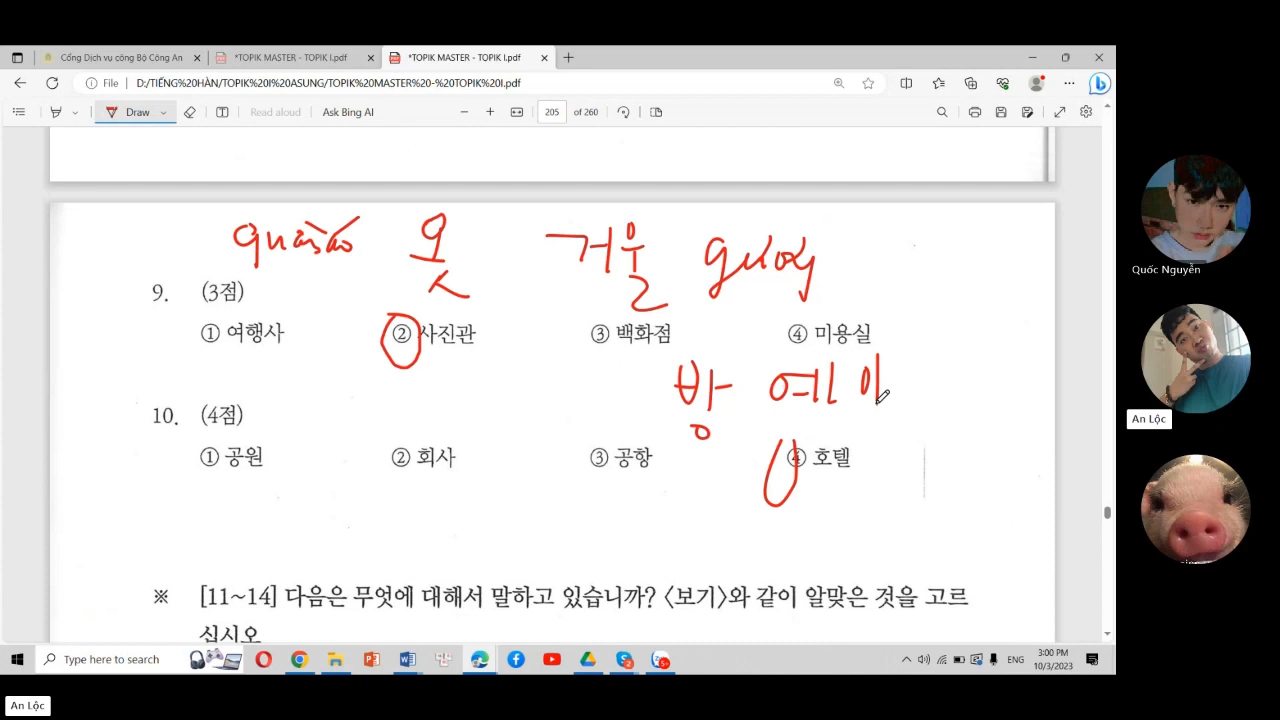 Cổng Dịch vụ công Bộ Công An
*TOPIK MASTER - TOPIK I.pdf
*TOPIK MASTER - TOPIK I.pdf
File D:/TIẾNG%20HÀN/TOPIK%20I%20ASUNG/TOPIK%20MASTER%20-%20TOPIK%20I.pdf
Draw Read aloud Ask Bing AI 205 of 260
quần áo 옷 거울 gương
9. (3점)
① 여행사 ② 사진관 ③ 백화점 ④ 미용실
방 에 이
10. (4점)
① 공원 ② 회사 ③ 공항 ④ 호텔
※ [11~14] 다음은 무엇에 대해서 말하고 있습니까? <보기>와 같이 알맞은 것을 고르
십시오
Quốc Nguyễn
An Lộc
Type here to search
ENG
3:00 PM
10/3/2023
An Lộc